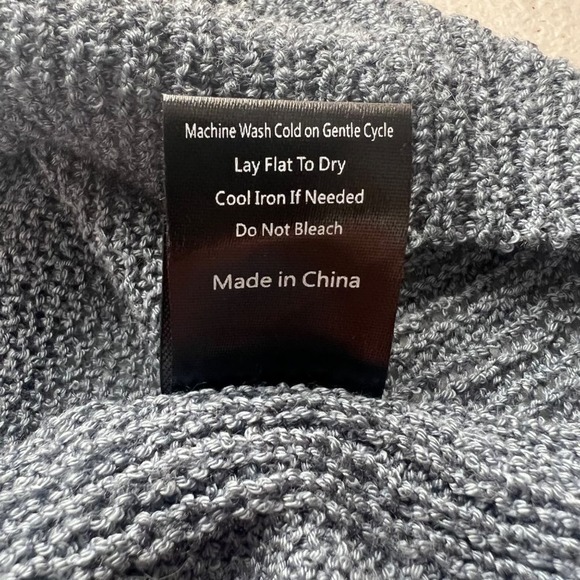 Machine Wash Cold on Gentle Cycle
Lay Flat To Dry
Cool Iron If Needed
Do Not Bleach
Made in China